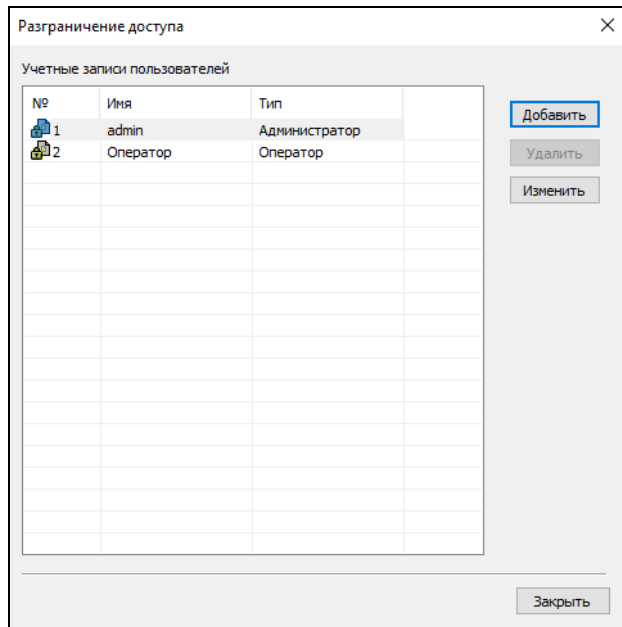 Разграничение доступа
Учетные записи пользователей
№ Имя Тип
1 admin Администратор
2 Оператор Оператор
Добавить
Удалить
Изменить
Закрыть